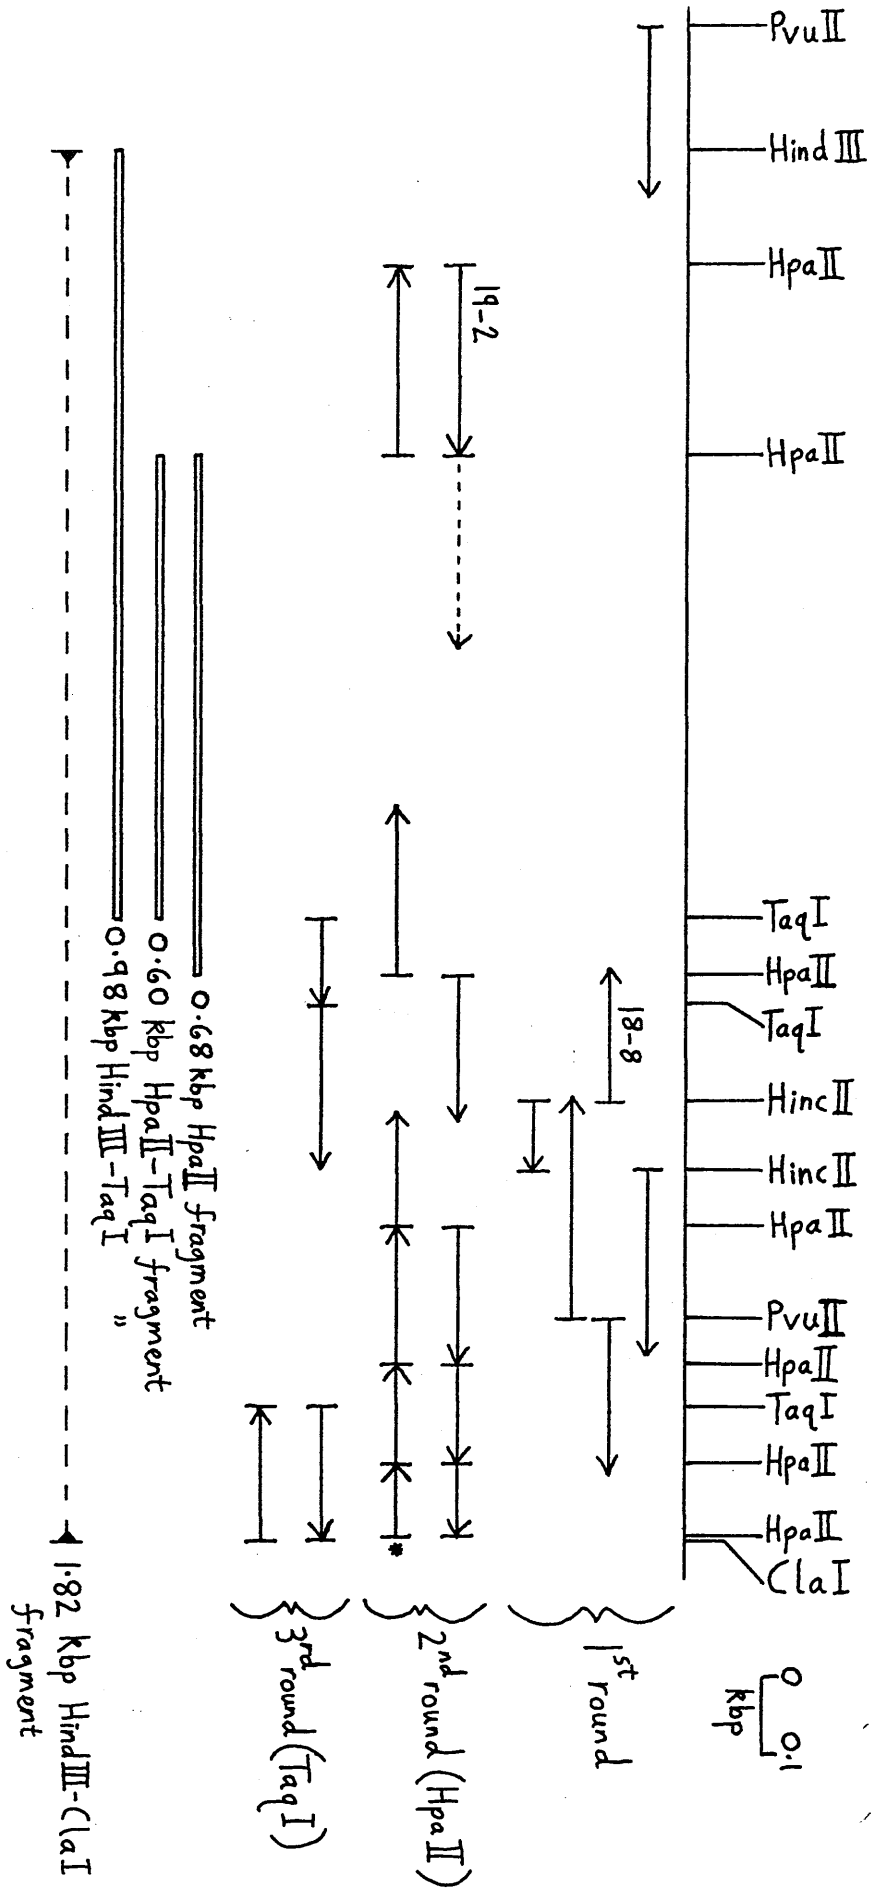 PvuII
HindIII
HpaII
HpaII
TaqI
HpaII
TaqI
HincII
HincII
HpaII
PvuII
HpaII
TaqI
HpaII
HpaII
ClaI
0 0.1
kbp
18-8
1st round
19-2
*
2nd round (HpaII)
3rd round (TaqI)
0.68 kbp HpaII fragment
0.60 kbp HpaII-TaqI fragment
0.98 kbp HindIII-TaqI "
1.82 kbp HindIII-ClaI
fragment